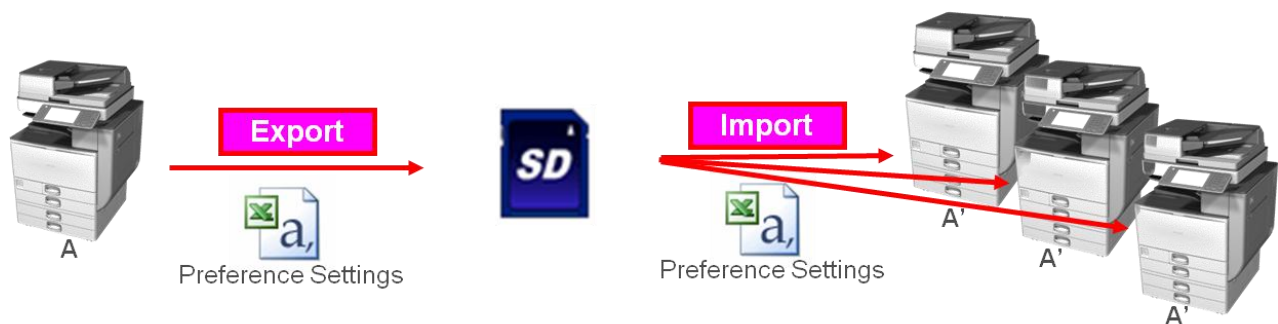 Export
Import
SD
a,
a,
A
Preference Settings
Preference Settings
A'
A'
A'